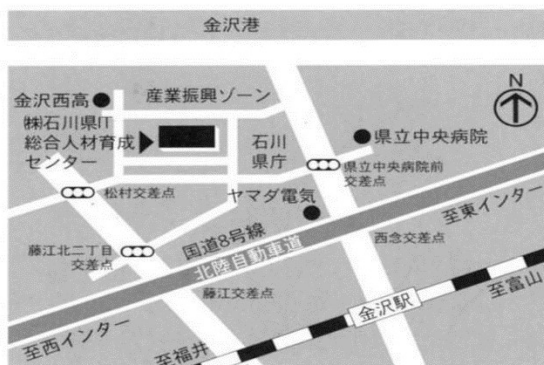 金沢港
金沢西高
産業振興ゾーン
N
㈱石川県IT
総合人材育成
センター
石川
県庁
県立中央病院
県立中央病院前
交差点
松村交差点
ヤマダ電気
至東インター
藤江北二丁目
交差点
国道8号線
北陸自動車道
西念交差点
藤江交差点
至富山
金沢駅
至西インター
至福井